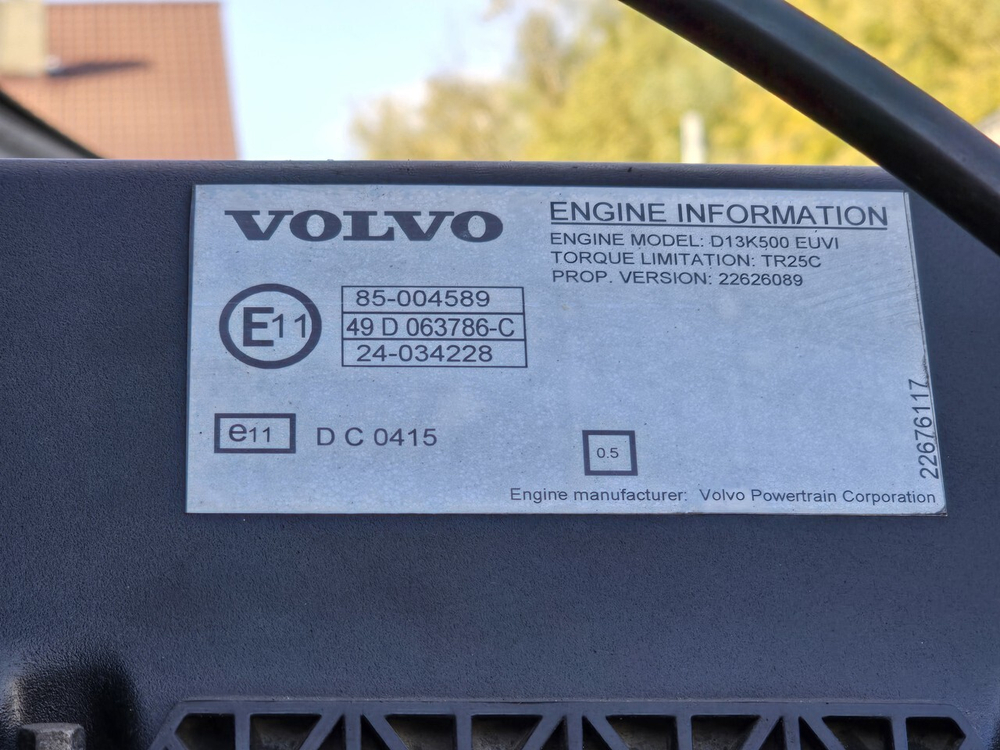 VOLVO
ENGINE INFORMATION
ENGINE MODEL: D13K500 EUVI
TORQUE LIMITATION: TR25C
PROP. VERSION: 22626089
E11
85-004589
49 D 063786-C
24-034228
e11 D C 0415
0.5
22676117
Engine manufacturer: Volvo Powertrain Corporation